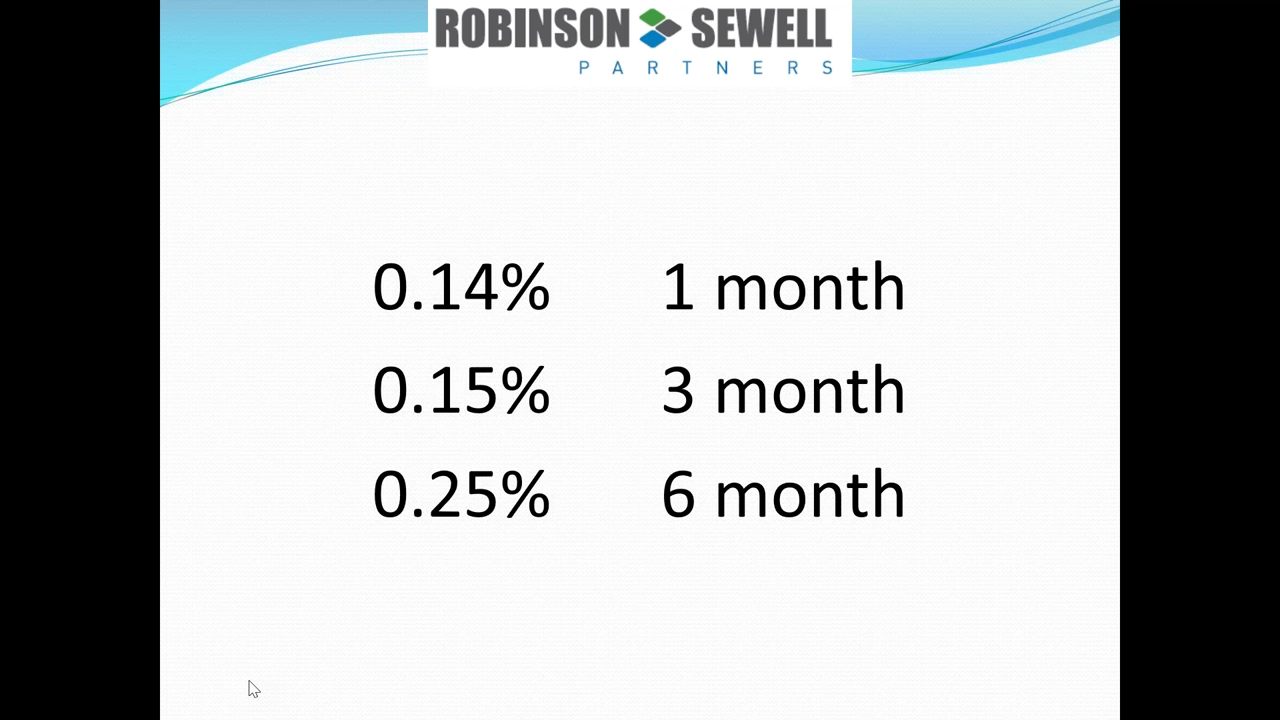 ROBINSON SEWELL
PARTNERS
0.14% 1 month
0.15% 3 month
0.25% 6 month